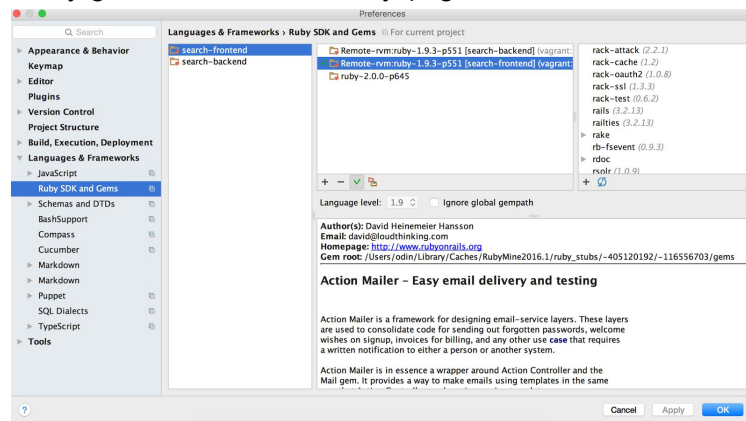 Preferences
Search
Appearance & Behavior
Keymap
Editor
Plugins
Version Control
Project Structure
Build, Execution, Deployment
Languages & Frameworks
JavaScript
Ruby SDK and Gems
Schemas and DTDs
BashSupport
Compass
Cucumber
Markdown
Markdown
Puppet
SQL Dialects
TypeScript
Tools
Languages & Frameworks › Ruby SDK and Gems For current project
search-frontend
search-backend
Remote-rvm:ruby-1.9.3-p551 [search-backend] (vagrant:
Remote-rvm:ruby-1.9.3-p551 [search-frontend] (vagrant:
ruby-2.0.0-p645
rack-attack (2.2.1)
rack-cache (1.2)
rack-oauth2 (1.0.8)
rack-ssl (1.3.3)
rack-test (0.6.2)
rails (3.2.13)
railties (3.2.13)
rake
rb-fsevent (0.9.3)
rdoc
rsolr (1.0.9)
Language level: 1.9 Ignore global gempath
Author(s): David Heinemeier Hansson
Email: david@loudthinking.com
Homepage: http://www.rubyonrails.org
Gem root: /Users/odin/Library/Caches/RubyMine2016.1/ruby_stubs/-405120192/-116556703/gems
Action Mailer – Easy email delivery and testing
Action Mailer is a framework for designing email-service layers. These layers
are used to consolidate code for sending out forgotten passwords, welcome
wishes on signup, invoices for billing, and any other use case that requires
a written notification to either a person or another system.
Action Mailer is in essence a wrapper around Action Controller and the
Mail gem. It provides a way to make emails using templates in the same
?
Cancel
Apply
OK